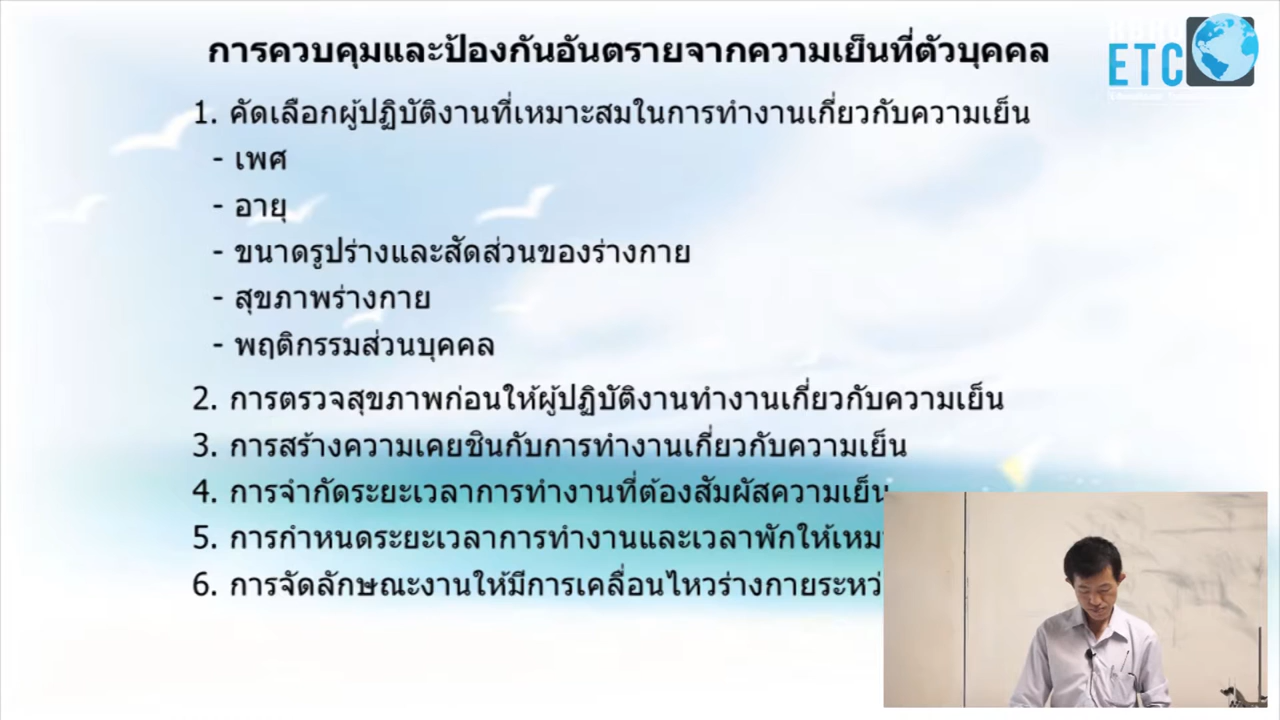 การควบคุมและป้องกันอันตรายจากความเย็นที่ตัวบุคคล
ETC
1. คัดเลือกผู้ปฏิบัติงานที่เหมาะสมในการทำงานเกี่ยวกับความเย็น
- เพศ
- อายุ
- ขนาดรูปร่างและสัดส่วนของร่างกาย
- สุขภาพร่างกาย
- พฤติกรรมส่วนบุคคล
2. การตรวจสุขภาพก่อนให้ผู้ปฏิบัติงานทำงานเกี่ยวกับความเย็น
3. การสร้างความเคยชินกับการทำงานเกี่ยวกับความเย็น
4. การจำกัดระยะเวลาการทำงานที่ต้องสัมผัสความเย็น
5. การกำหนดระยะเวลาการทำงานและเวลาพักให้เหม
6. การจัดลักษณะงานให้มีการเคลื่อนไหวร่างกายระหว่